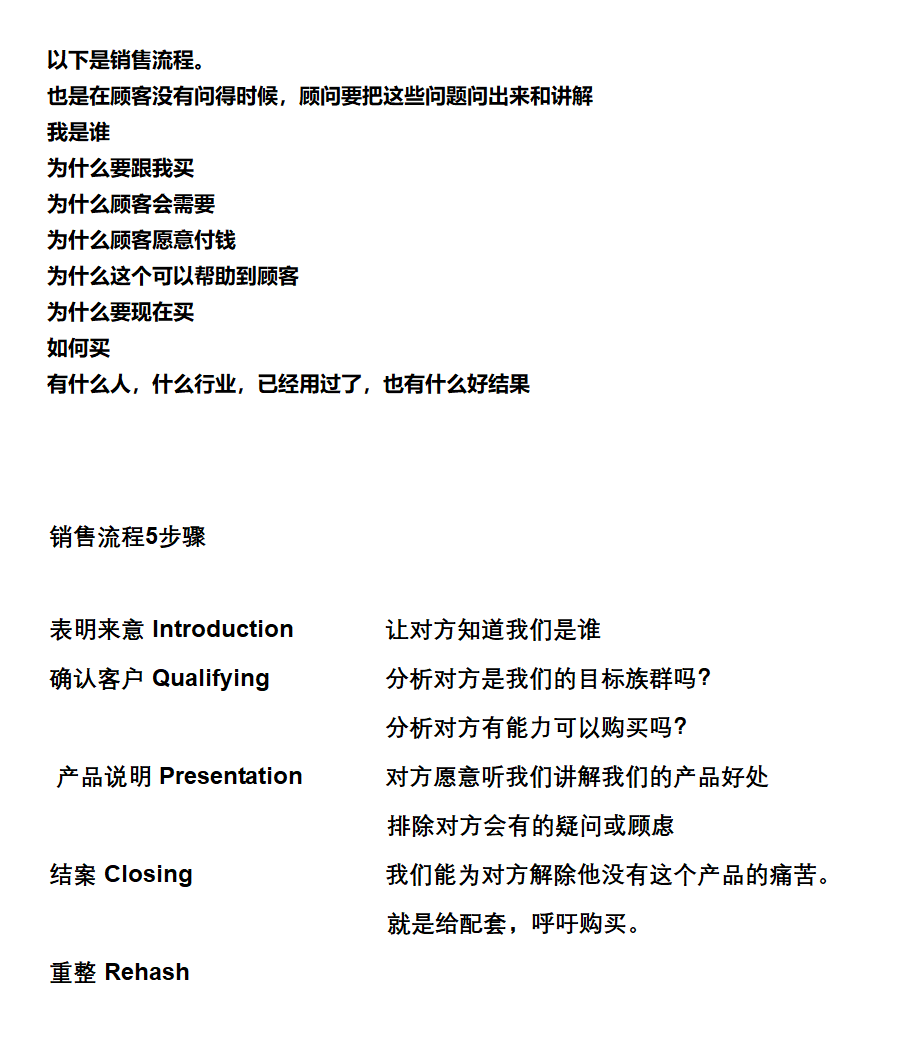 以下是销售流程。
也是在顾客没有问得时候，顾问要把这些问题问出来和讲解
我是谁
为什么要跟我买
为什么顾客会需要
为什么顾客愿意付钱
为什么这个可以帮助到顾客
为什么要现在买
如何买
有什么人，什么行业，已经用过了，也有什么好结果
销售流程5步骤
表明来意 Introduction 让对方知道我们是谁
确认客户 Qualifying 分析对方是我们的目标族群吗?
分析对方有能力可以购买吗?
产品说明 Presentation 对方愿意听我们讲解我们的产品好处
排除对方会有的疑问或顾虑
结案 Closing 我们能为对方解除他没有这个产品的痛苦。
就是给配套，呼吁购买。
重整 Rehash